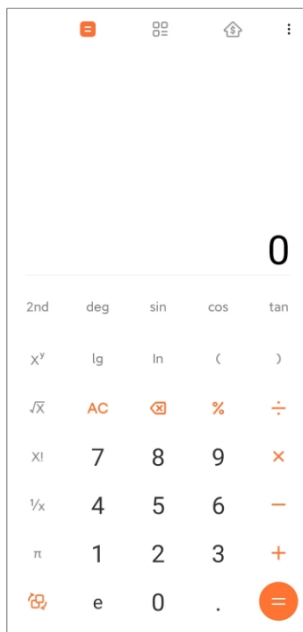 0
2nd deg sin cos tan
Xʸ lg ln ( )
√X AC % ÷
X! 7 8 9 ×
¹/x 4 5 6 −
π 1 2 3 +
e 0 . =